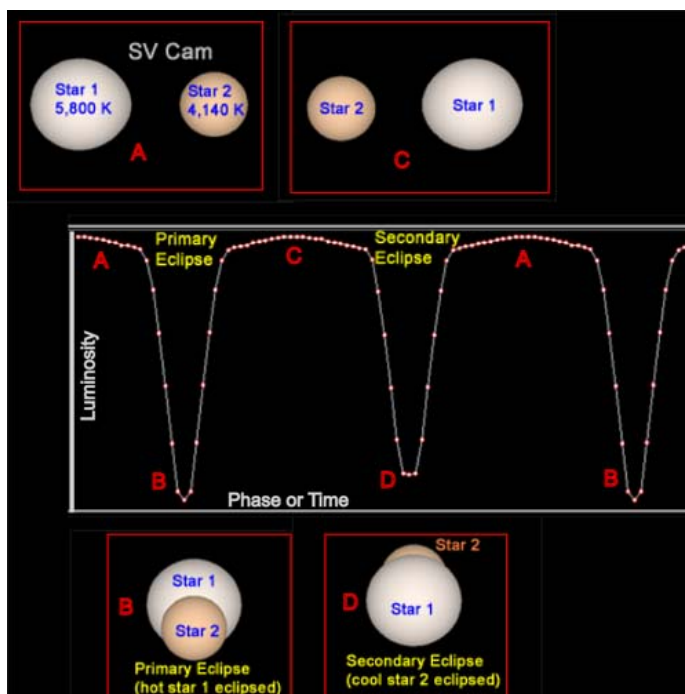 SV Cam
Star 1
5,800 K
Star 2
4,140 K
A
Star 2
Star 1
C
Primary
Eclipse
Secondary
Eclipse
A
C
A
Luminosity
B
D
B
Phase or Time
Star 1
B
Star 2
Primary Eclipse
(hot star 1 eclipsed)
Star 2
D
Star 1
Secondary Eclipse
(cool star 2 eclipsed)